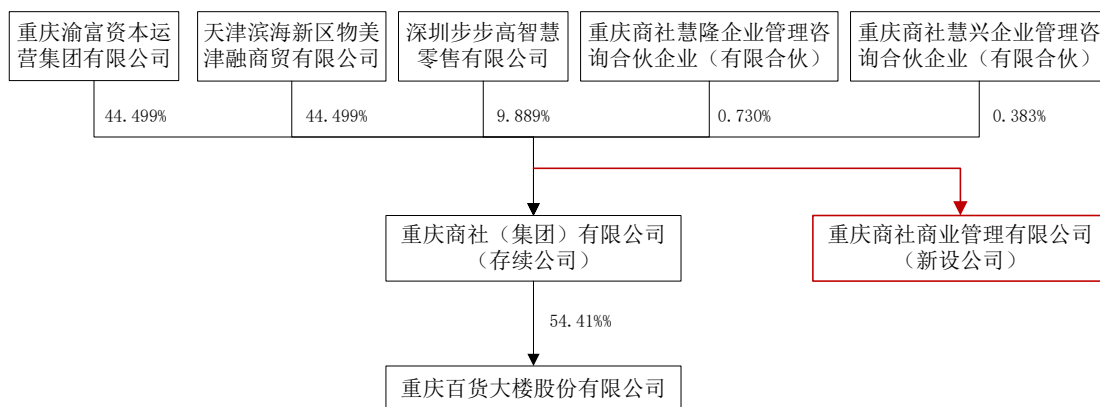 重庆渝富资本运
营集团有限公司
天津滨海新区物美
津融商贸有限公司
深圳步步高智慧
零售有限公司
重庆商社慧隆企业管理咨
询合伙企业（有限合伙）
重庆商社慧兴企业管理咨
询合伙企业（有限合伙）
44.499%
44.499%
9.889%
0.730%
0.383%
重庆商社（集团）有限公司
（存续公司）
重庆商社商业管理有限公司
（新设公司）
54.41%%
重庆百货大楼股份有限公司